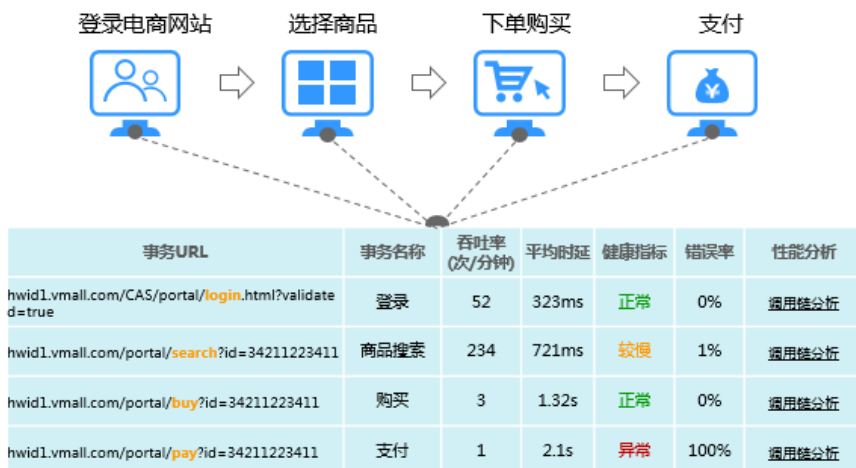 登录电商网站 选择商品 下单购买 支付
¥
事务URL 事务名称 吞吐率(次/分钟) 平均时延 健康指标 错误率 性能分析
hwid1.vmall.com/CAS/portal/login.html?validate
d=true 登录 52 323ms 正常 0% 调用链分析
hwid1.vmall.com/portal/search?id=34211223411 商品搜索 234 721ms 较慢 1% 调用链分析
hwid1.vmall.com/portal/buy?id=34211223411 购买 3 1.32s 正常 0% 调用链分析
hwid1.vmall.com/portal/pay?id=34211223411 支付 1 2.1s 异常 100% 调用链分析